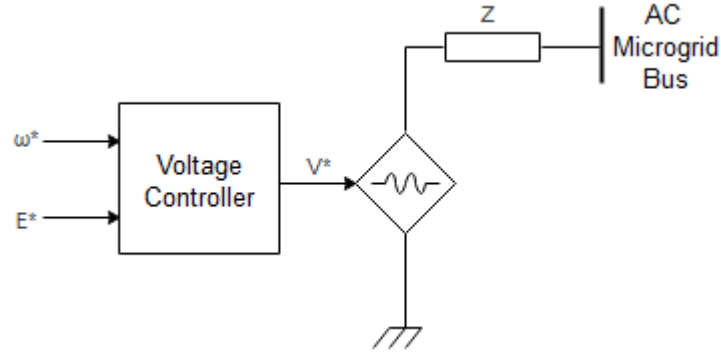 Z
AC
Microgrid
Bus
ω*
Voltage
Controller
V*
E*